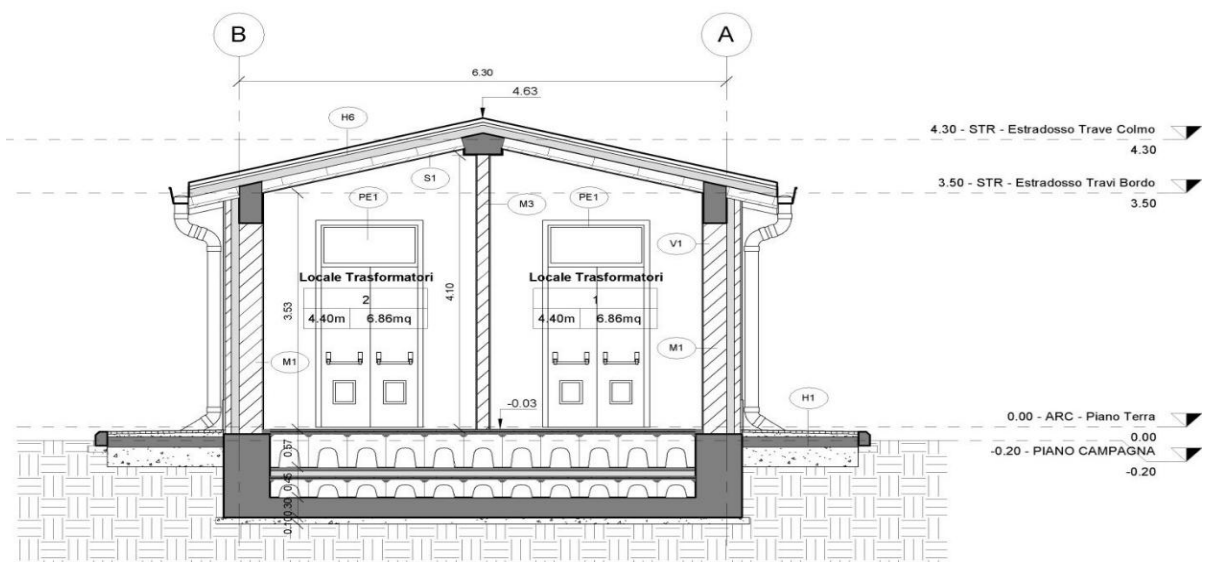 B
A
6.30
4.63
H6
4.30 - STR - Estradosso Trave Colmo
4.30
S1
3.50 - STR - Estradosso Travi Bordo
3.50
PE1
M3
PE1
V1
Locale Trasformatori
2
4.40m 6.86mq
Locale Trasformatori
1
4.40m 6.86mq
3.53
4.10
M1
M1
H1
-0.03
0.00 - ARC - Piano Terra
0.00
-0.20 - PIANO CAMPAGNA
-0.20
0.57
0.45
0.30
0.10